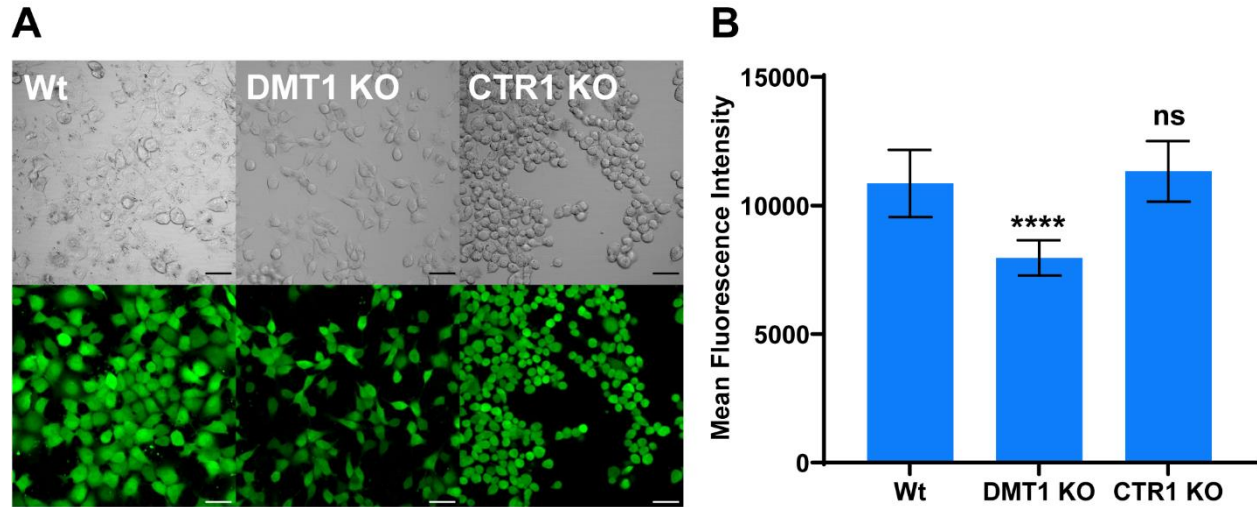 A
Wt
DMT1 KO
CTR1 KO
B
Mean Fluorescence Intensity
15000
10000
5000
0
****
ns
Wt
DMT1 KO
CTR1 KO